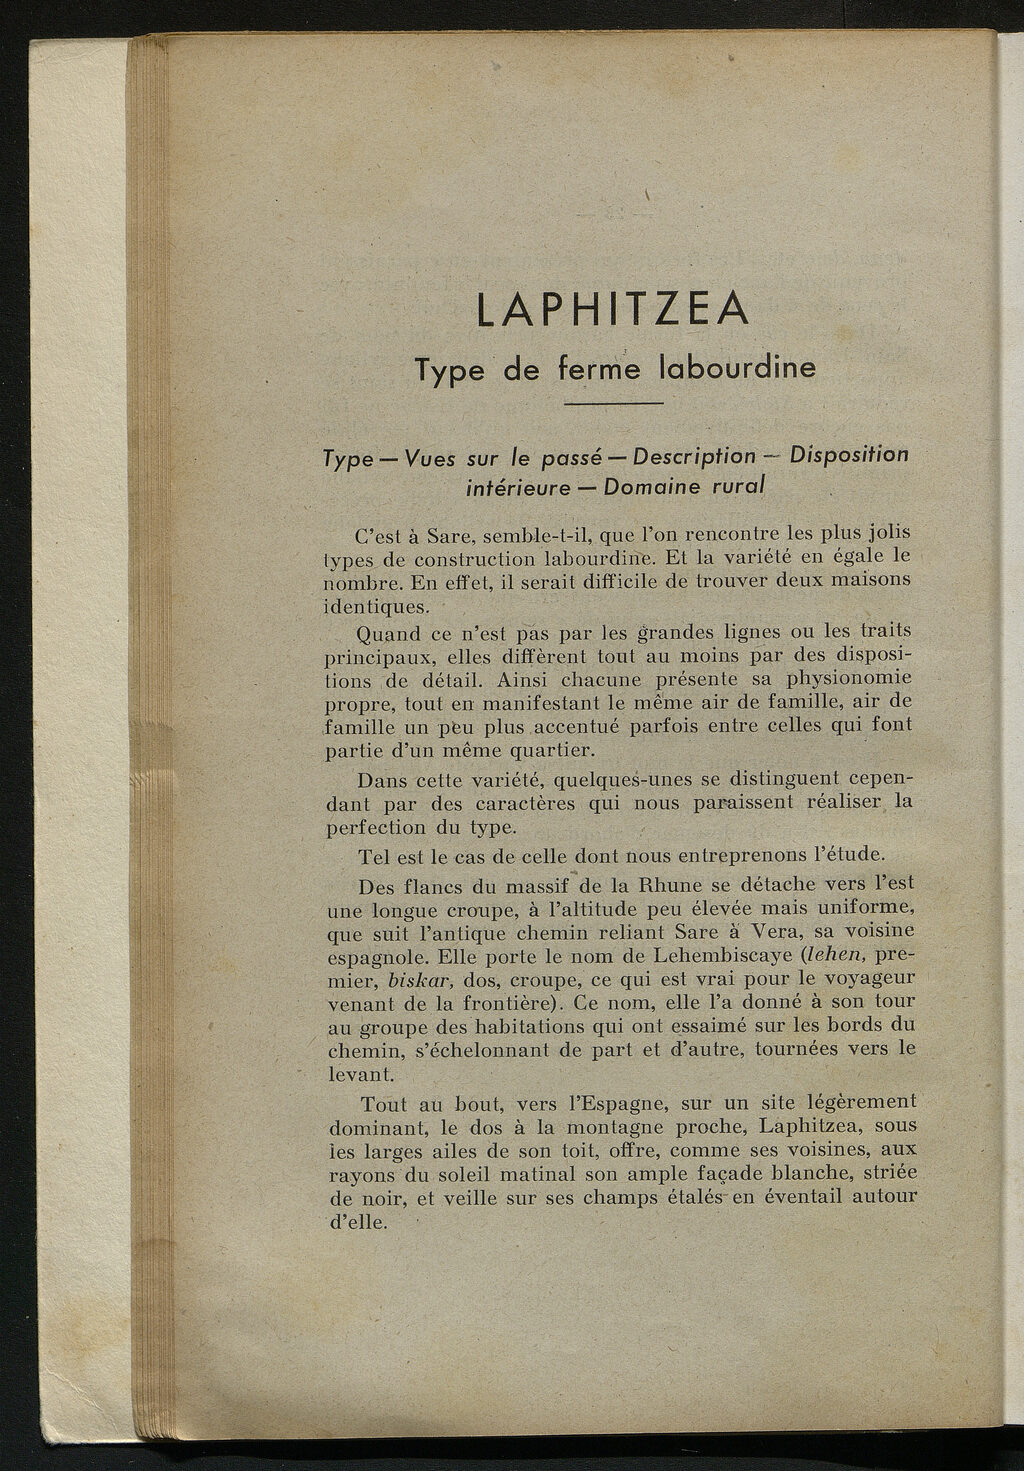 LAPHITZEA
Type de ferme labourdine
Type — Vues sur le passé — Description — Disposition
intérieure — Domaine rural
C'est à Sare, semble-t-il, que l'on rencontre les plus jolis
types de construction labourdine. Et la variété en égale le
nombre. En effet, il serait difficile de trouver deux maisons
identiques.
Quand ce n'est pas par les grandes lignes ou les traits
principaux, elles diffèrent tout au moins par des disposi-
tions de détail. Ainsi chacune présente sa physionomie
propre, tout en manifestant le même air de famille, air de
famille un peu plus accentué parfois entre celles qui font
partie d'un même quartier.
Dans cette variété, quelques-unes se distinguent cepen-
dant par des caractères qui nous paraissent réaliser la
perfection du type.
Tel est le cas de celle dont nous entreprenons l'étude.
Des flancs du massif de la Rhune se détache vers l'est
une longue croupe, à l'altitude peu élevée mais uniforme,
que suit l'antique chemin reliant Sare à Vera, sa voisine
espagnole. Elle porte le nom de Lehembiscaye (lehen, pre-
mier, biskar, dos, croupe, ce qui est vrai pour le voyageur
venant de la frontière). Ce nom, elle l'a donné à son tour
au groupe des habitations qui ont essaimé sur les bords du
chemin, s'échelonnant de part et d'autre, tournées vers le
levant.
Tout au bout, vers l'Espagne, sur un site légèrement
dominant, le dos à la montagne proche, Laphitzea, sous
les larges ailes de son toit, offre, comme ses voisines, aux
rayons du soleil matinal son ample façade blanche, striée
de noir, et veille sur ses champs étalés en éventail autour
d'elle.